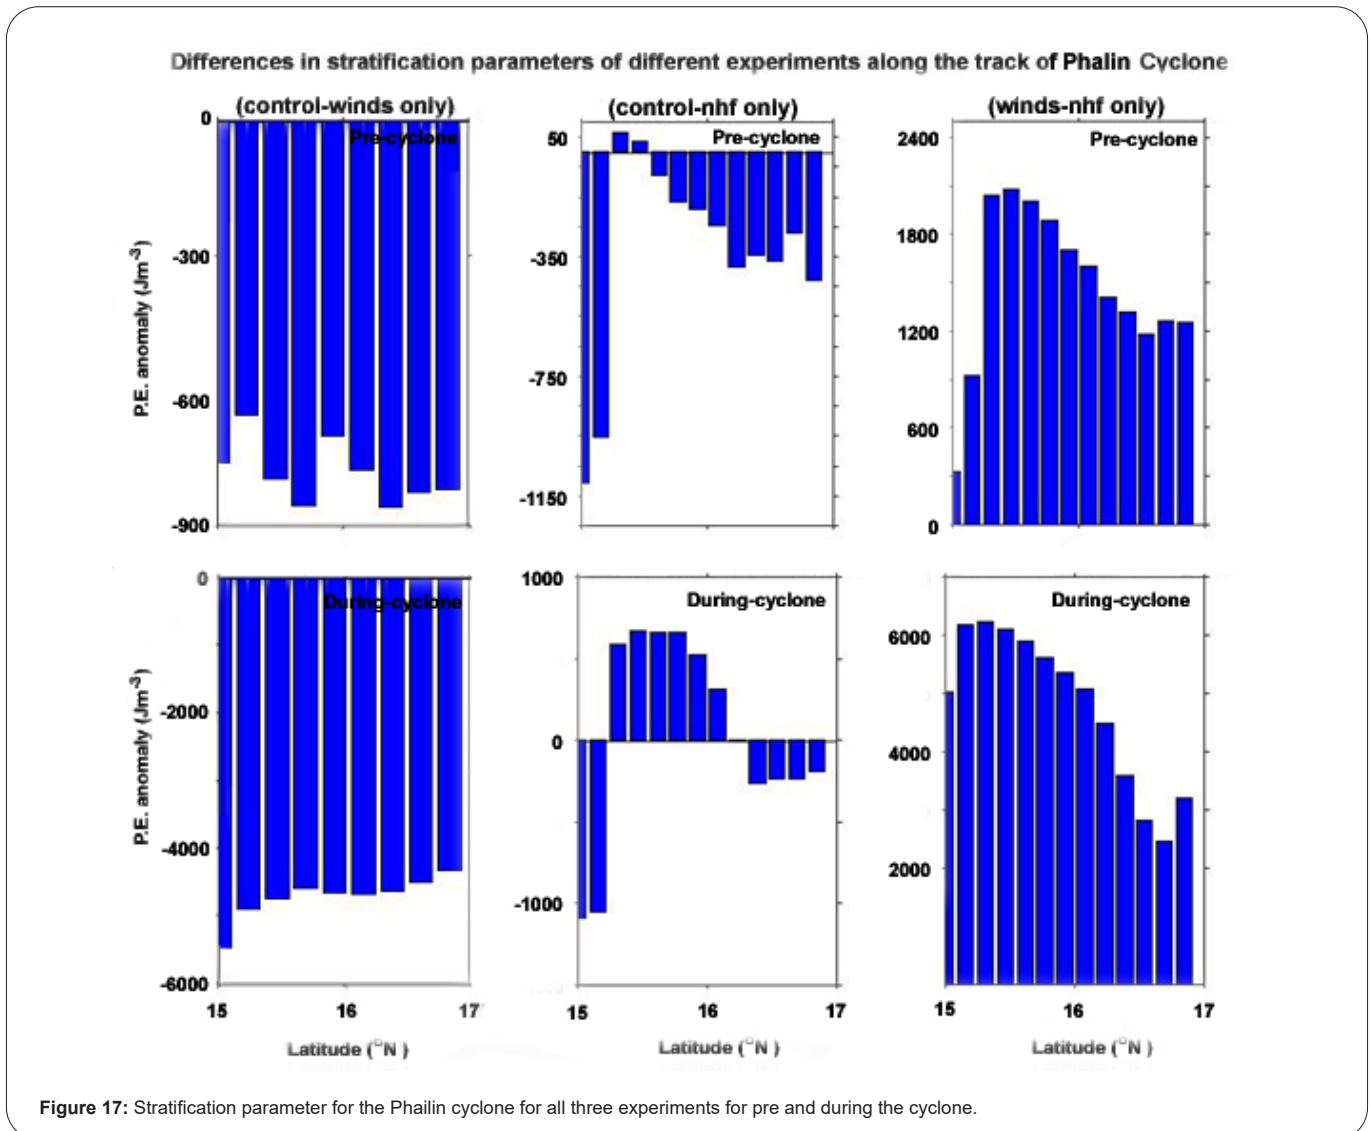 Differences in stratification parameters of different experiments along the track of Phalin Cyclone
(control-winds only)
(control-nhf only)
(winds-nhf only)
0
-300
-600
-900
P.E. anomaly (Jm-3)
Pre-cyclone
50
-350
-750
-1150
Pre-cyclone
2400
1800
1200
600
0
Pre-cyclone
0
-2000
-4000
-6000
P.E. anomaly (Jm-3)
During-cyclone
15 16 17
Latitude (°N )
1000
0
-1000
During-cyclone
15 16 17
Latitude (°N )
6000
4000
2000
During-cyclone
15 16 17
Latitude (°N )
Figure 17: Stratification parameter for the Phailin cyclone for all three experiments for pre and during the cyclone.